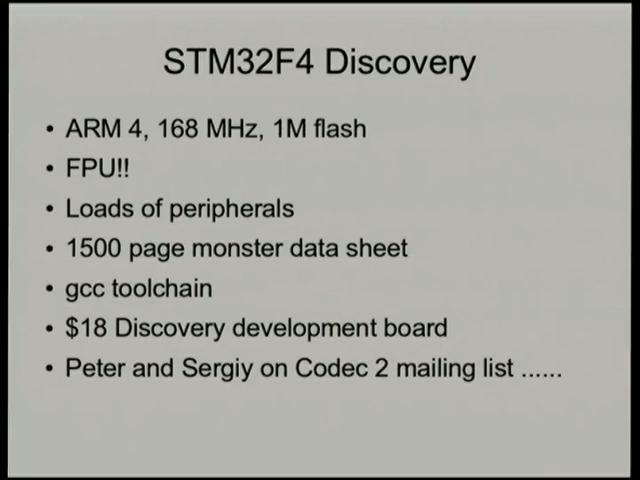 STM32F4 Discovery
• ARM 4, 168 MHz, 1M flash
• FPU!!
• Loads of peripherals
• 1500 page monster data sheet
• gcc toolchain
• $18 Discovery development board
• Peter and Sergiy on Codec 2 mailing list ......